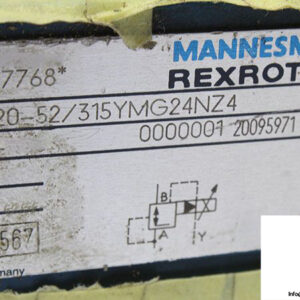 MANNESM
7768* REXROT
20-52/315YMG24NZ4
0000001 20095971
B
A Y
567
many